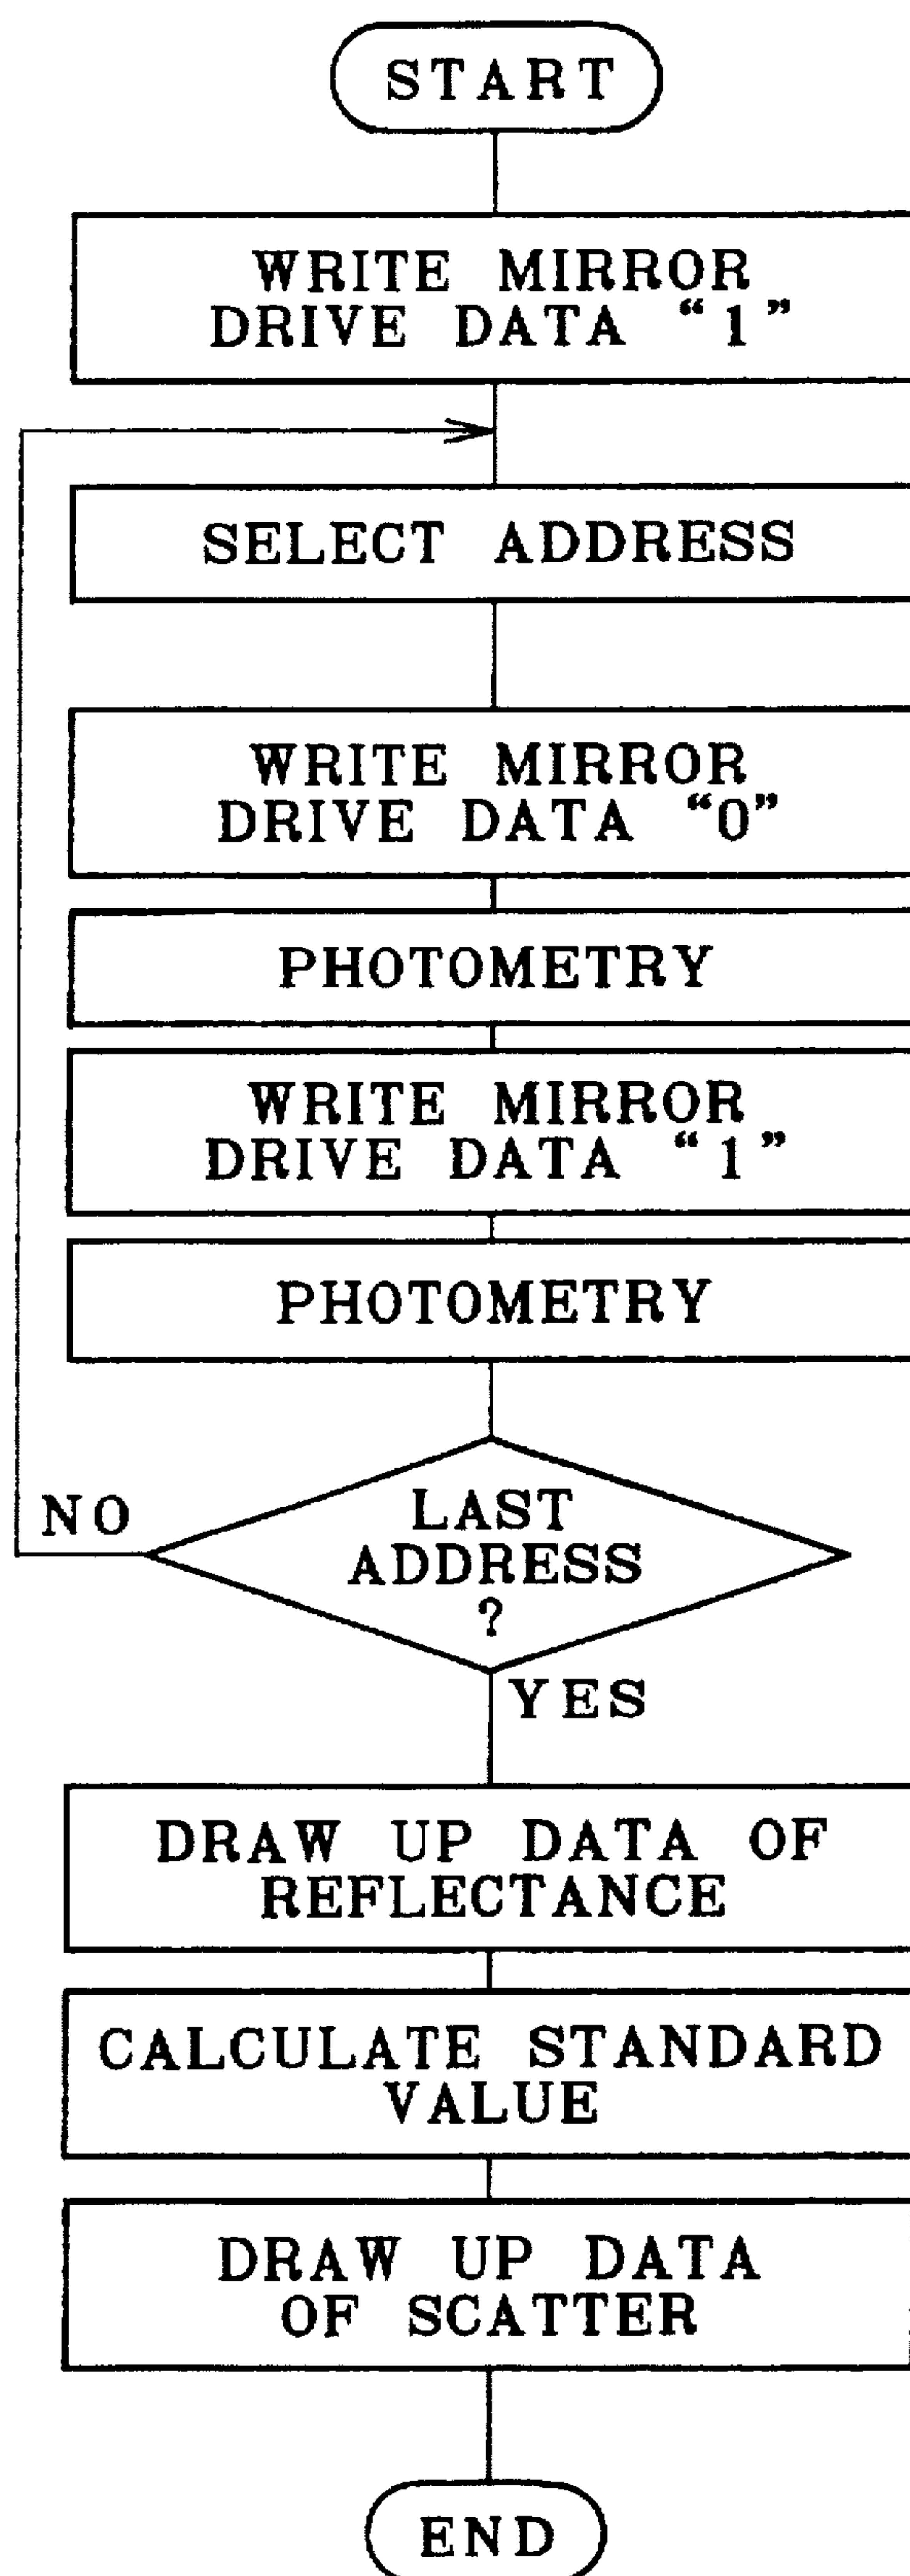 START
WRITE MIRROR
DRIVE DATA “1”
SELECT ADDRESS
WRITE MIRROR
DRIVE DATA “0”
PHOTOMETRY
WRITE MIRROR
DRIVE DATA “1”
PHOTOMETRY
LAST
ADDRESS
?
NO
YES
DRAW UP DATA OF
REFLECTANCE
CALCULATE STANDARD
VALUE
DRAW UP DATA
OF SCATTER
END